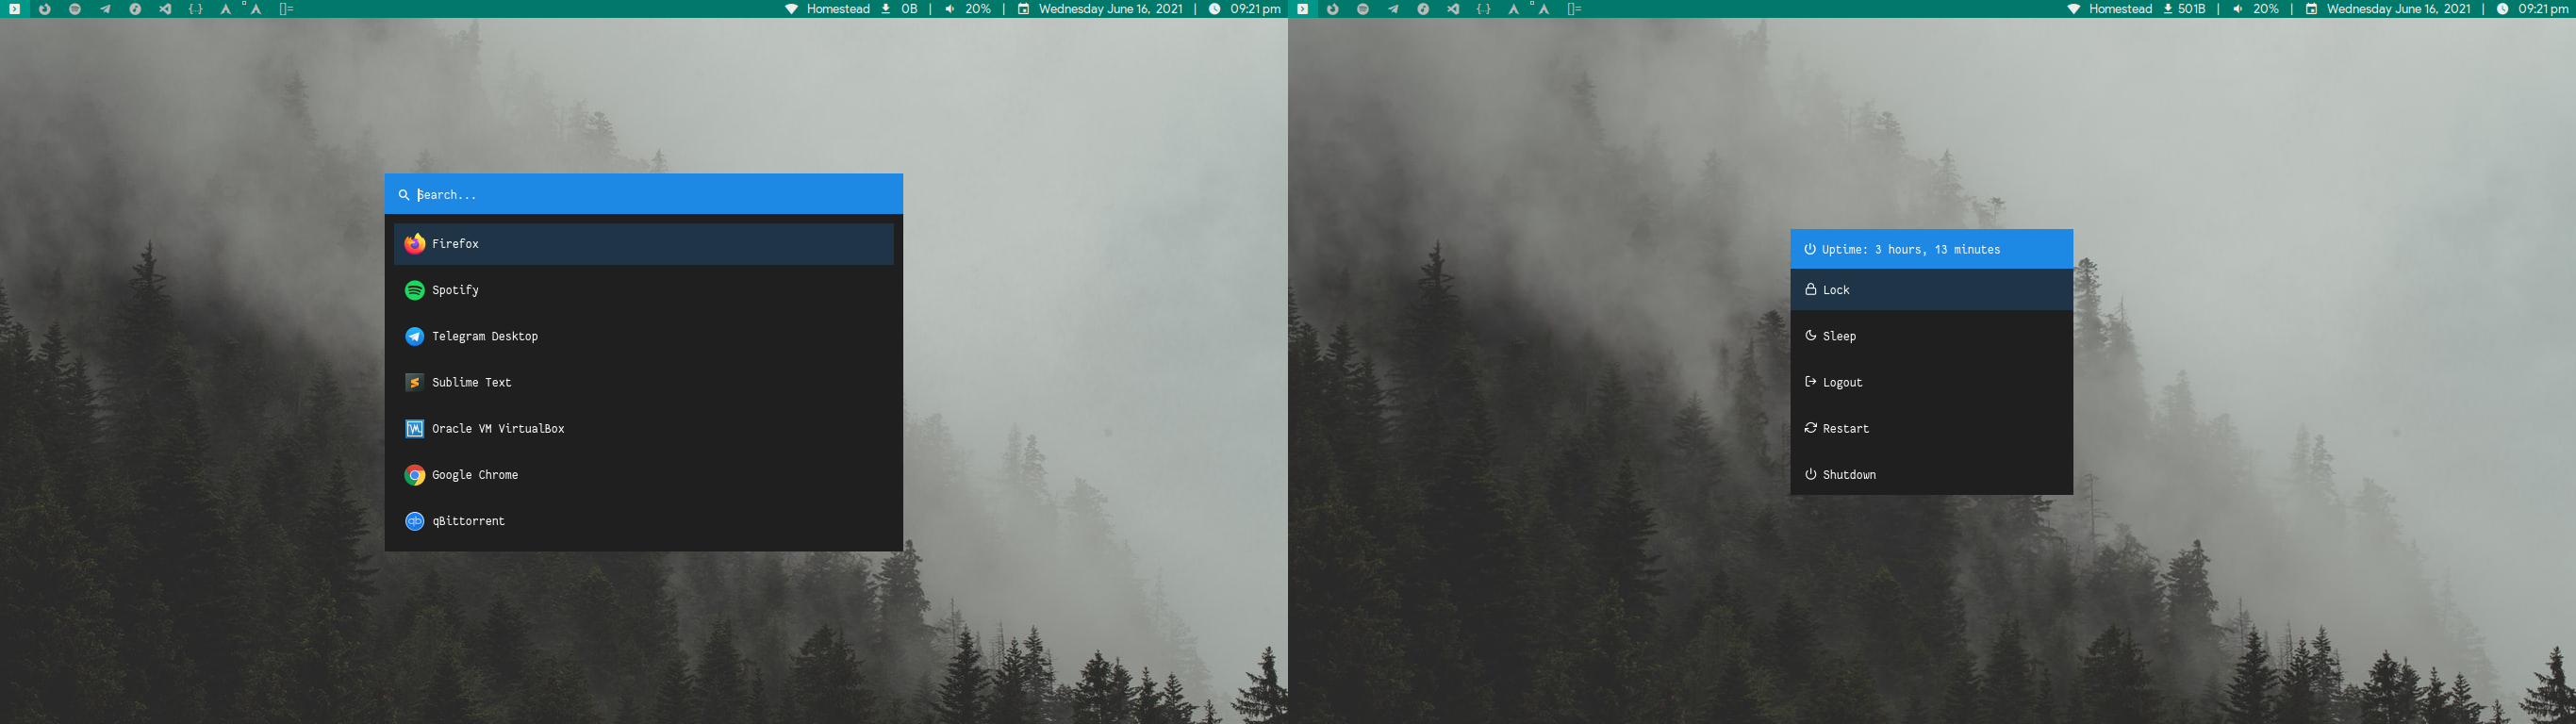 {..} []= Homestead 0B | 20% | Wednesday June 16, 2021 | 09:21 pm
Search...
Firefox
Spotify
Telegram Desktop
Sublime Text
Oracle VM VirtualBox
Google Chrome
qBittorrent
{..} []= Homestead 501B | 20% | Wednesday June 16, 2021 | 09:21 pm
Uptime: 3 hours, 13 minutes
Lock
Sleep
Logout
Restart
Shutdown